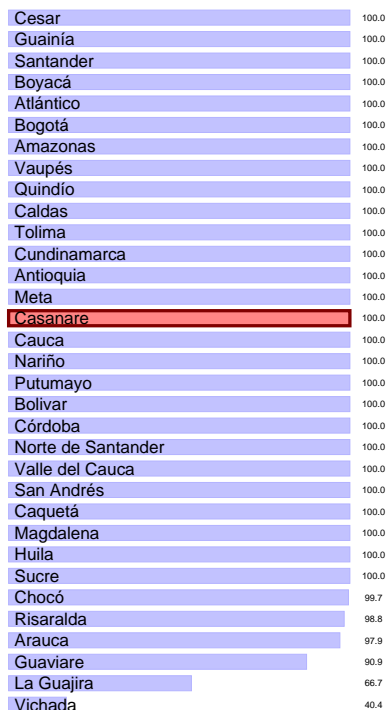 Cesar 100.0
Guainía 100.0
Santander 100.0
Boyacá 100.0
Atlántico 100.0
Bogotá 100.0
Amazonas 100.0
Vaupés 100.0
Quindío 100.0
Caldas 100.0
Tolima 100.0
Cundinamarca 100.0
Antioquia 100.0
Meta 100.0
Casanare 100.0
Cauca 100.0
Nariño 100.0
Putumayo 100.0
Bolivar 100.0
Córdoba 100.0
Norte de Santander 100.0
Valle del Cauca 100.0
San Andrés 100.0
Caquetá 100.0
Magdalena 100.0
Huila 100.0
Sucre 100.0
Chocó 99.7
Risaralda 98.8
Arauca 97.9
Guaviare 90.9
La Guajira 66.7
Vichada 40.4